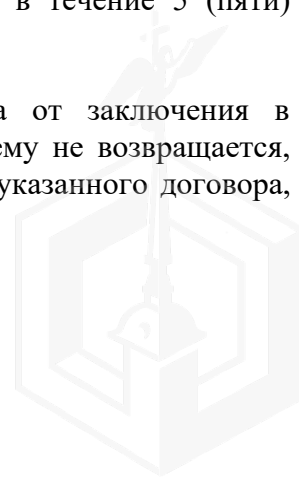 в течение 5 (пяти)
а от заключения в
ему не возвращается,
указанного договора,